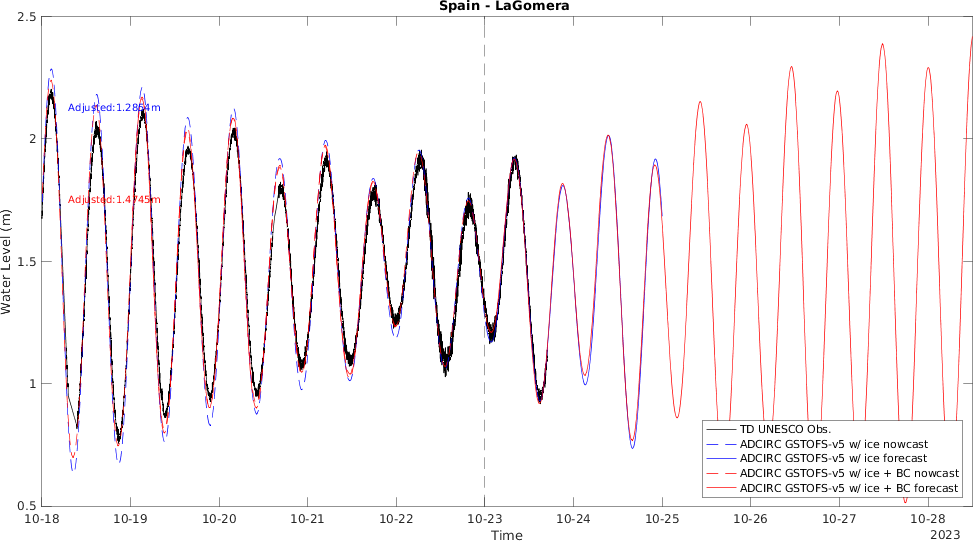 Spain - LaGomera
2.5
2
1.5
1
0.5
Water Level (m)
Adjusted:1.2854m
Adjusted:1.4745m
TD UNESCO Obs.
ADCIRC GSTOFS-v5 w/ ice nowcast
ADCIRC GSTOFS-v5 w/ ice forecast
ADCIRC GSTOFS-v5 w/ ice + BC nowcast
ADCIRC GSTOFS-v5 w/ ice + BC forecast
10-18 10-19 10-20 10-21 10-22 10-23 10-24 10-25 10-26 10-27 10-28
Time
2023